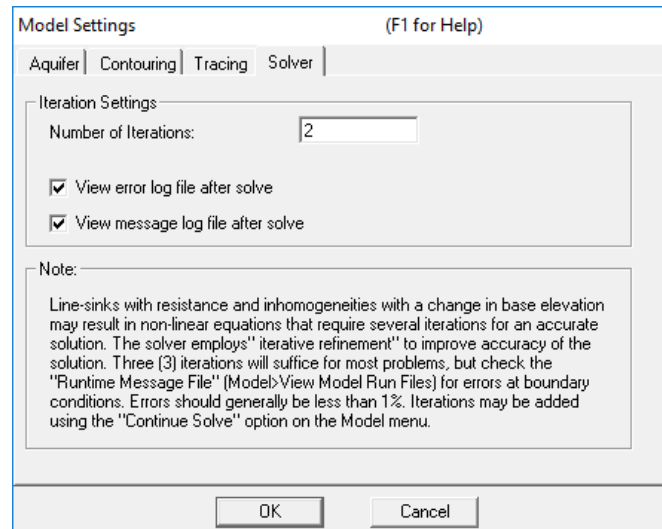 Model Settings (F1 for Help)
Aquifer Contouring Tracing Solver
Iteration Settings
Number of Iterations: 2
View error log file after solve
View message log file after solve
Note:
Line-sinks with resistance and inhomogeneities with a change in base elevation
may result in non-linear equations that require several iterations for an accurate
solution. The solver employs" iterative refinement" to improve accuracy of the
solution. Three (3) iterations will suffice for most problems, but check the
"Runtime Message File" (Model>View Model Run Files) for errors at boundary
conditions. Errors should generally be less than 1%. Iterations may be added
using the "Continue Solve" option on the Model menu.
OK Cancel